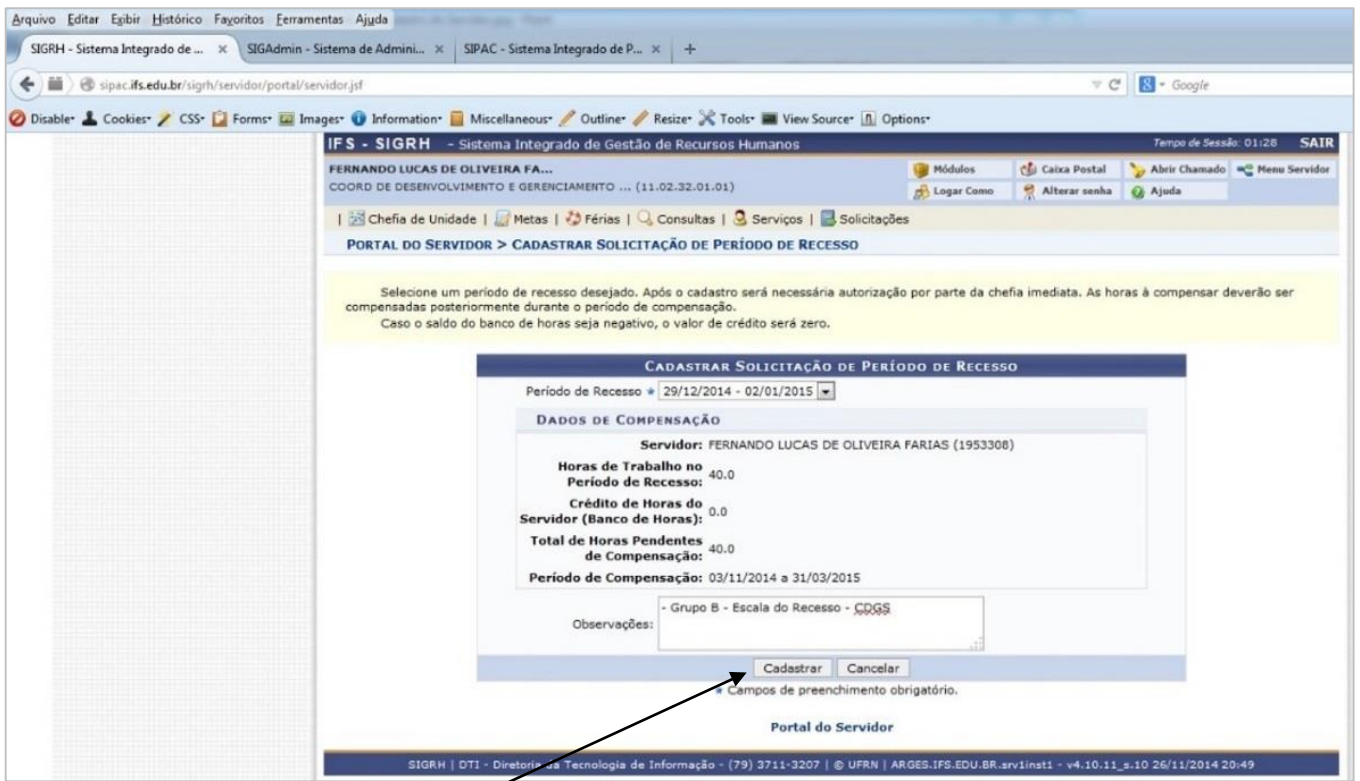 Arquivo Editar Exibir Histórico Favoritos Ferramentas Ajuda
SIGRH - Sistema Integrado de ... × SIGAdmin - Sistema de Admini... × SIPAC - Sistema Integrado de P... × +
sipac.ifs.edu.br/sigrh/servidor/portal/servidor.jsf Google
Disable Cookies CSS Forms Images Information Miscellaneous Outline Resize Tools View Source Options
IFS - SIGRH - Sistema Integrado de Gestão de Recursos Humanos Tempo de Sessão: 01:28 SAIR
FERNANDO LUCAS DE OLIVEIRA FA... Módulos Caixa Postal Abrir Chamado Menu Servidor
COORD DE DESENVOLVIMENTO E GERENCIAMENTO ... (11.02.32.01.01) Logar Como Alterar senha Ajuda
| Chefia de Unidade | Metas | Férias | Consultas | Serviços | Solicitações
PORTAL DO SERVIDOR > CADASTRAR SOLICITAÇÃO DE PERÍODO DE RECESSO
Selecione um período de recesso desejado. Após o cadastro será necessária autorização por parte da chefia imediata. As horas à compensar deverão ser
compensadas posteriormente durante o período de compensação.
Caso o saldo do banco de horas seja negativo, o valor de crédito será zero.
CADASTRAR SOLICITAÇÃO DE PERÍODO DE RECESSO
Período de Recesso ★ 29/12/2014 - 02/01/2015
DADOS DE COMPENSAÇÃO
Servidor: FERNANDO LUCAS DE OLIVEIRA FARIAS (1953308)
Horas de Trabalho no
Período de Recesso: 40.0
Crédito de Horas do
Servidor (Banco de Horas): 0.0
Total de Horas Pendentes
de Compensação: 40.0
Período de Compensação: 03/11/2014 a 31/03/2015
Observações: - Grupo B - Escala do Recesso - CDGS
Cadastrar Cancelar
★ Campos de preenchimento obrigatório.
Portal do Servidor
SIGRH | DTI - Diretoria da Tecnologia de Informação - (79) 3711-3207 | © UFRN | ARGES.IFS.EDU.BR.srv1inst1 - v4.10.11_s.10 26/11/2014 20:49